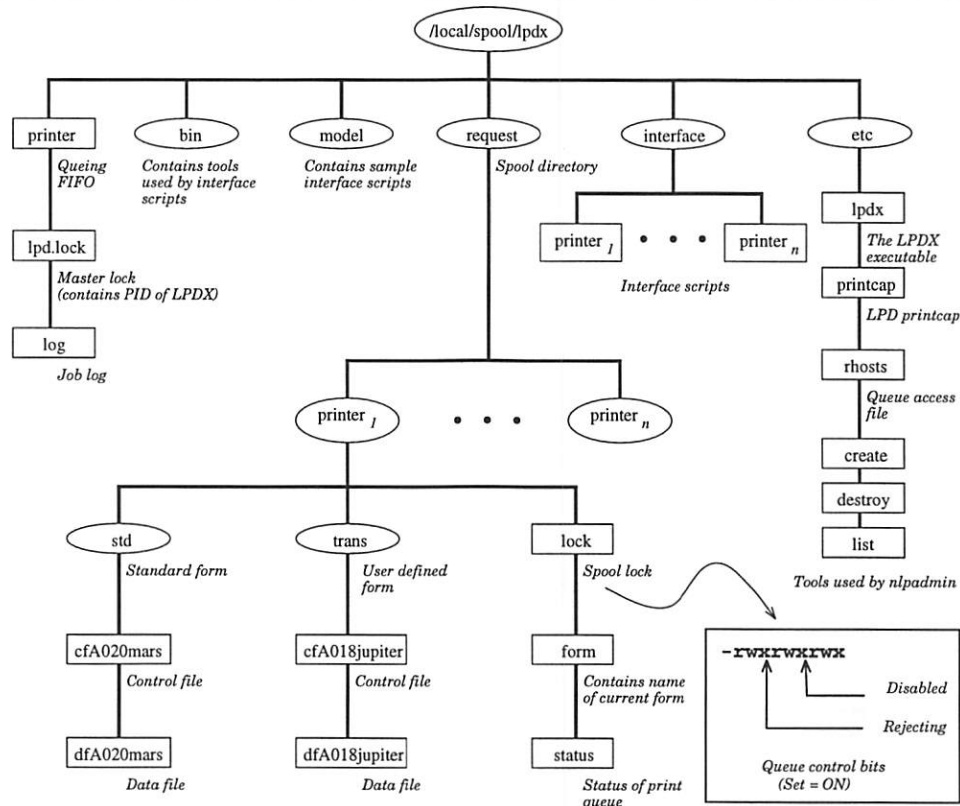 /local/spool/lpdx
printer
bin
model
request
interface
etc
Queing
FIFO
Contains tools
used by interface
scripts
Contains sample
interface scripts
Spool directory
lpdx
The LPDX
executable
printer 1 • • • printer n
Interface scripts
lpd.lock
Master lock
(contains PID of LPDX)
printcap
LPD printcap
log
Job log
rhosts
Queue access
file
printer 1 • • • printer n
create
destroy
list
Tools used by nlpadmin
std
trans
lock
Standard form
User defined
form
Spool lock
cfA020mars
cfA018jupiter
form
Control file
Control file
Contains name
of current form
dfA020mars
dfA018jupiter
status
Data file
Data file
Status of print
queue
-rwxrwxrwx
Disabled
Rejecting
Queue control bits
(Set = ON)